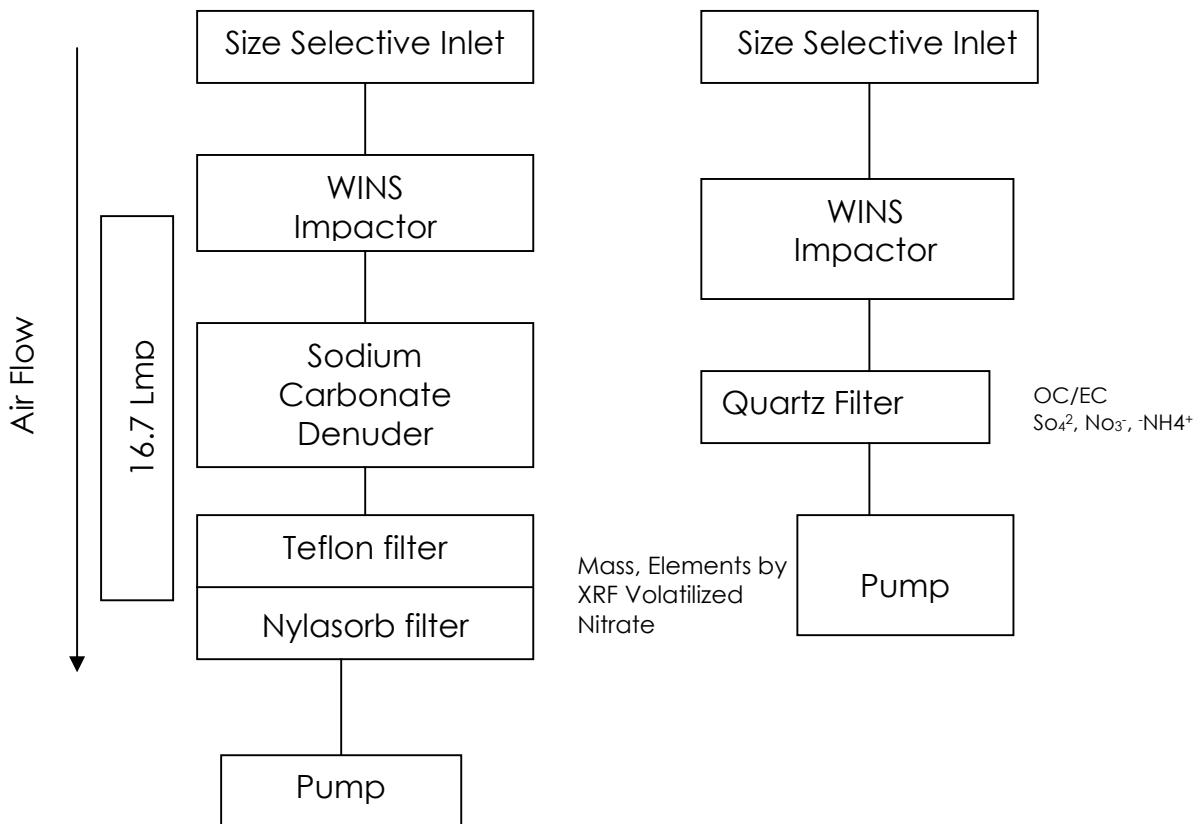 Size Selective Inlet
WINS
Impactor
Sodium
Carbonate
Denuder
Teflon filter
Nylasorb filter
Pump
Air Flow
16.7 Lmp
Mass, Elements by
XRF Volatilized
Nitrate
Size Selective Inlet
WINS
Impactor
Quartz Filter
OC/EC
So₄², No₃⁻, ⁻NH4⁺
Pump